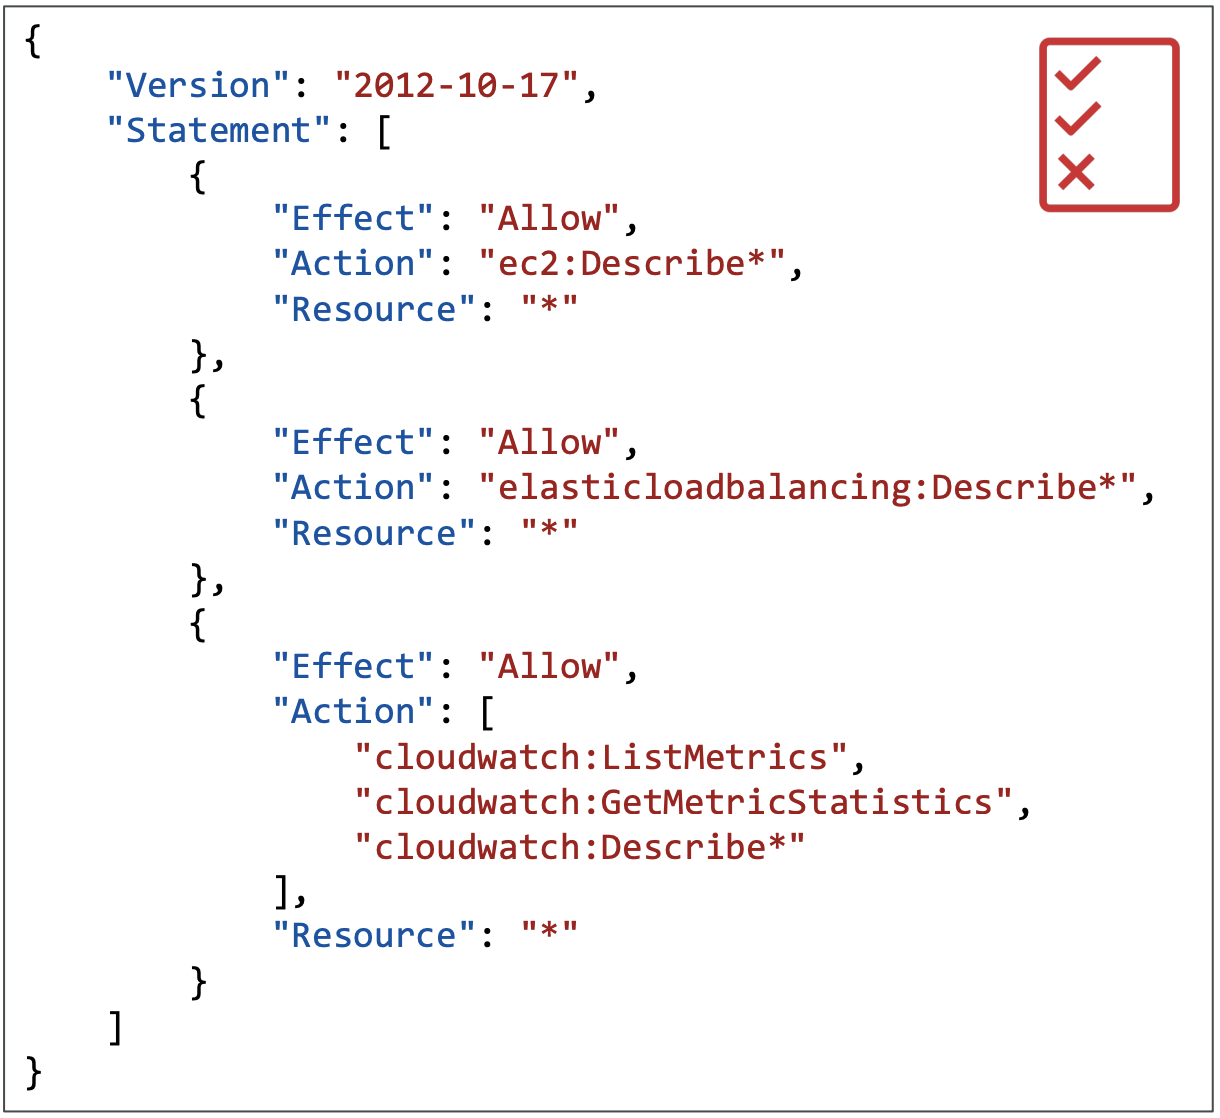 {
    "Version": "2012-10-17",
    "Statement": [
        {
            "Effect": "Allow",
            "Action": "ec2:Describe*",
            "Resource": "*"
        },
        {
            "Effect": "Allow",
            "Action": "elasticloadbalancing:Describe*",
            "Resource": "*"
        },
        {
            "Effect": "Allow",
            "Action": [
                "cloudwatch:ListMetrics",
                "cloudwatch:GetMetricStatistics",
                "cloudwatch:Describe*"
            ],
            "Resource": "*"
        }
    ]
}